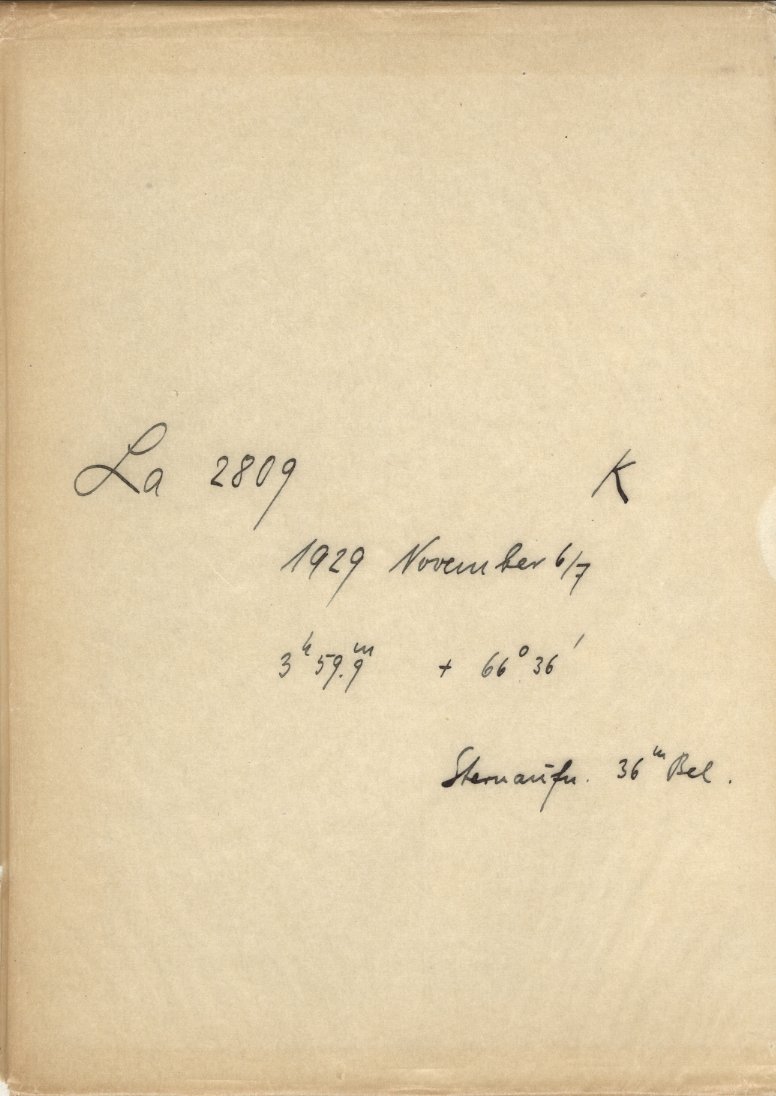 La 2809 K
1929 November 6/7
3ʰ 59.9ᵐ + 66° 36'
Sternaufn. 36ᵐ Bel.